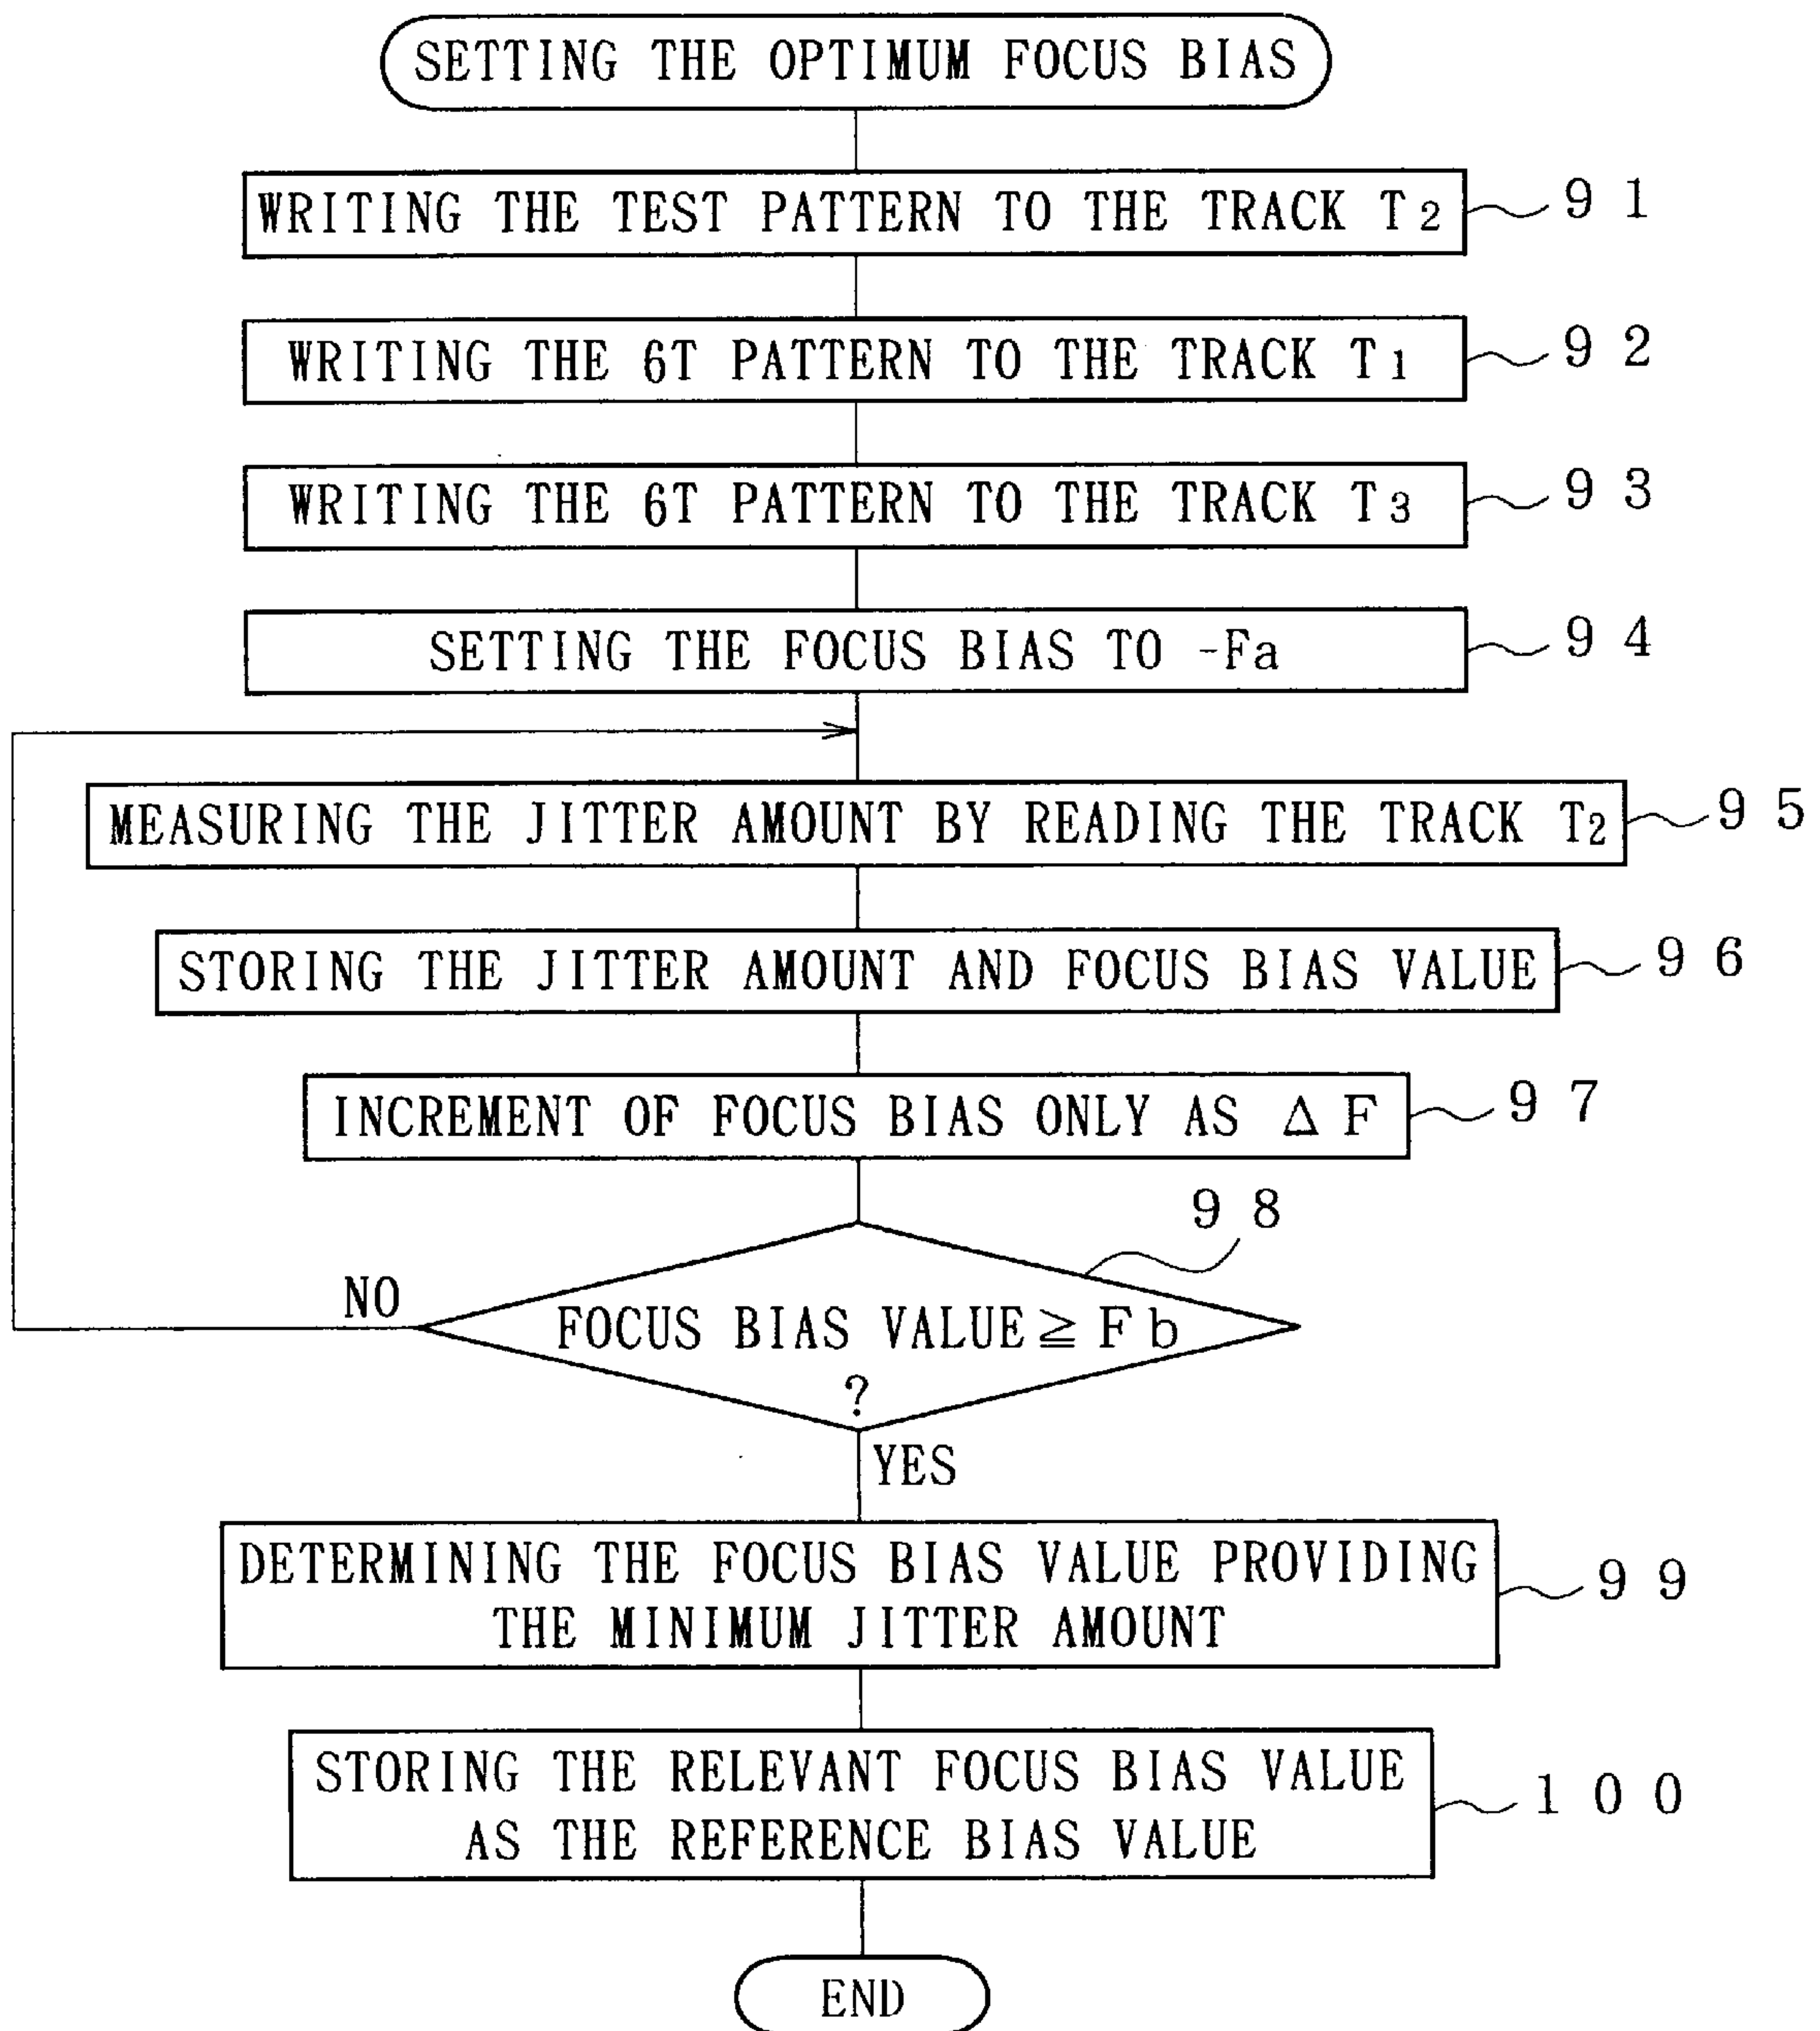 SETTING THE OPTIMUM FOCUS BIAS
WRITING THE TEST PATTERN TO THE TRACK T2
91
WRITING THE 6T PATTERN TO THE TRACK T1
92
WRITING THE 6T PATTERN TO THE TRACK T3
93
SETTING THE FOCUS BIAS TO -Fa
94
MEASURING THE JITTER AMOUNT BY READING THE TRACK T2
95
STORING THE JITTER AMOUNT AND FOCUS BIAS VALUE
96
INCREMENT OF FOCUS BIAS ONLY AS Δ F
97
98
NO
FOCUS BIAS VALUE ≧ Fb
?
YES
DETERMINING THE FOCUS BIAS VALUE PROVIDING
THE MINIMUM JITTER AMOUNT
99
STORING THE RELEVANT FOCUS BIAS VALUE
AS THE REFERENCE BIAS VALUE
100
END